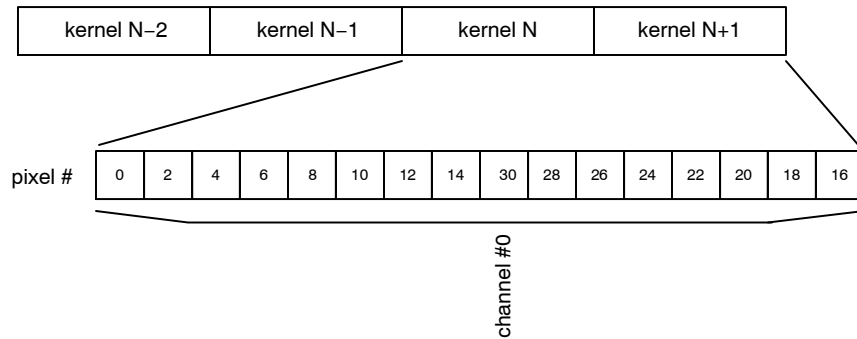 kernel N−2 kernel N−1 kernel N kernel N+1
pixel # 0 2 4 6 8 10 12 14 30 28 26 24 22 20 18 16
channel #0